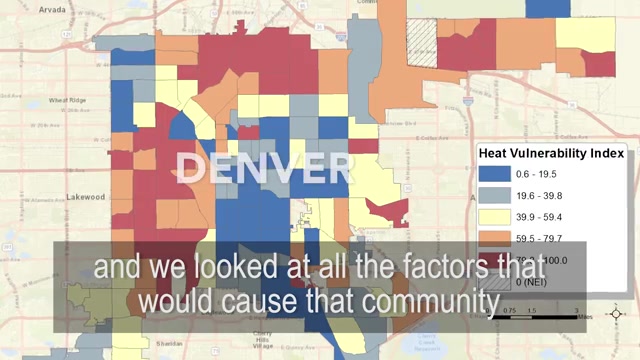 Arvada
Wheat Ridge
Lakewood
DENVER
Heat Vulnerability Index
0.6 - 19.5
19.6 - 39.8
39.9 - 59.4
59.5 - 79.7
100.0
0 (NEI)
0.75 1.5 3
Miles
and we looked at all the factors that
would cause that community
Sheridan
Cherry
Hills
Village